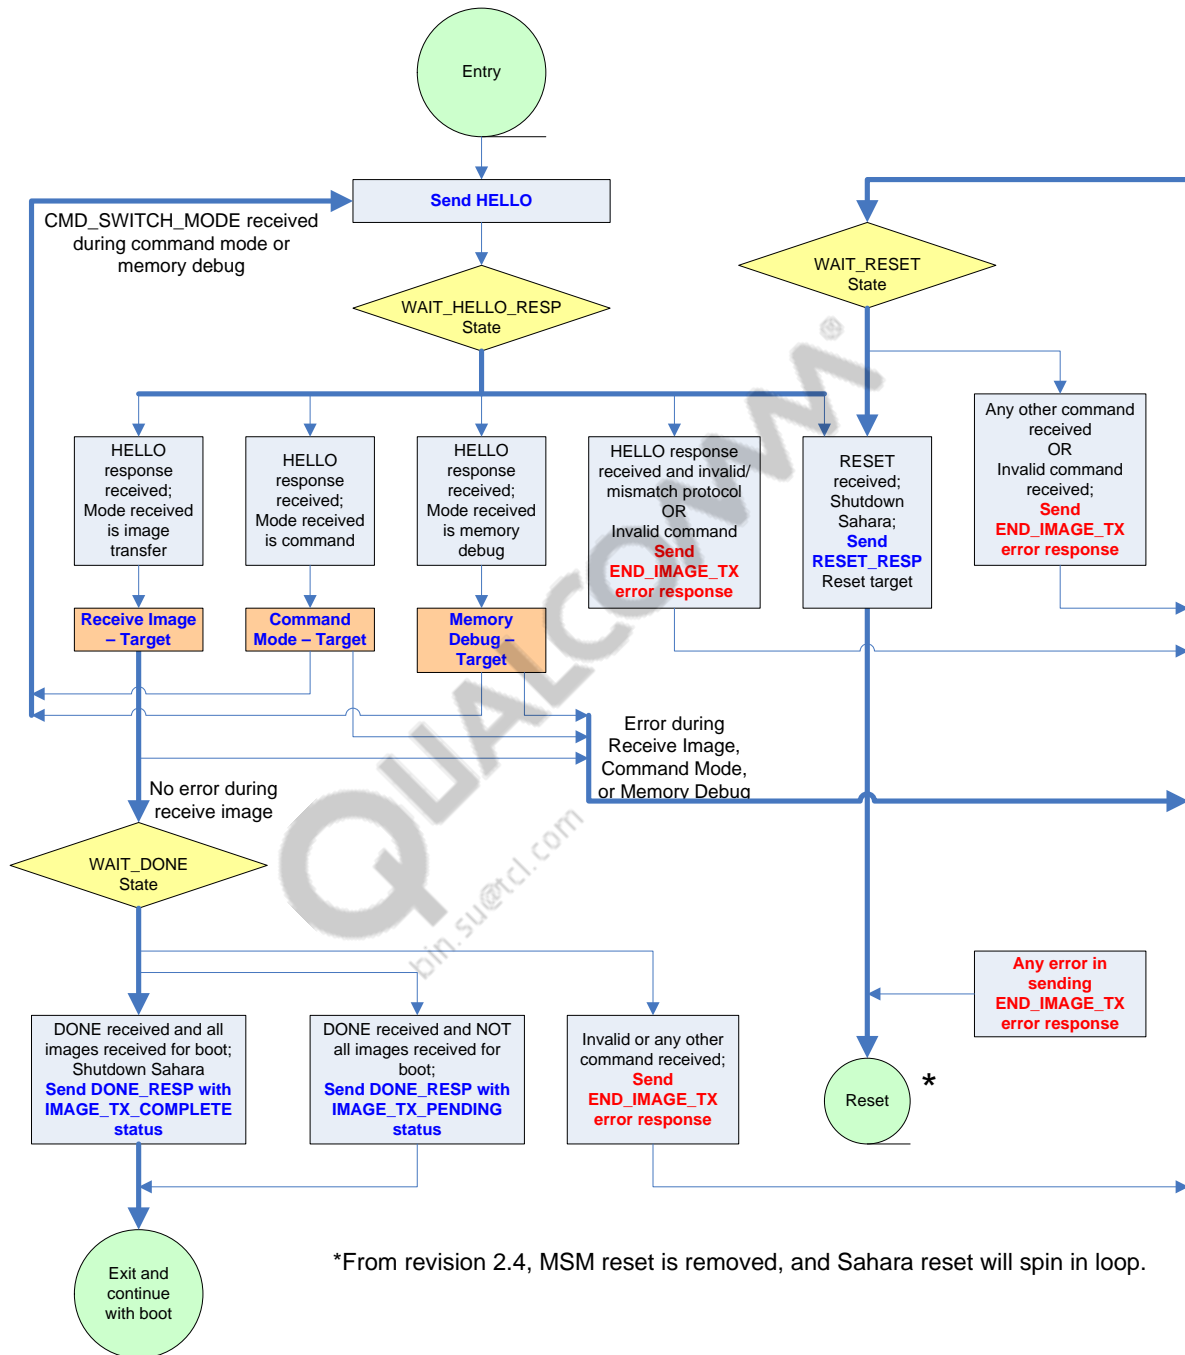 Entry
Send HELLO
CMD_SWITCH_MODE received
during command mode or
memory debug
WAIT_HELLO_RESP
State
WAIT_RESET
State
HELLO
response
received;
Mode received
is image
transfer
HELLO
response
received;
Mode received
is command
HELLO
response
received;
Mode received
is memory
debug
HELLO response
received and invalid/
mismatch protocol
OR
Invalid command
Send
END_IMAGE_TX
error response
RESET
received;
Shutdown
Sahara;
Send
RESET_RESP
Reset target
Any other command
received
OR
Invalid command
received;
Send
END_IMAGE_TX
error response
Receive Image
– Target
Command
Mode – Target
Memory
Debug –
Target
Error during
Receive Image,
Command Mode,
or Memory Debug
No error during
receive image
WAIT_DONE
State
QUALCOMM®
bin.su@tcl.com
DONE received and all
images received for boot;
Shutdown Sahara
Send DONE_RESP with
IMAGE_TX_COMPLETE
status
DONE received and NOT
all images received for
boot;
Send DONE_RESP with
IMAGE_TX_PENDING
status
Invalid or any other
command received;
Send
END_IMAGE_TX
error response
Any error in
sending
END_IMAGE_TX
error response
Reset
*
Exit and
continue
with boot
*From revision 2.4, MSM reset is removed, and Sahara reset will spin in loop.